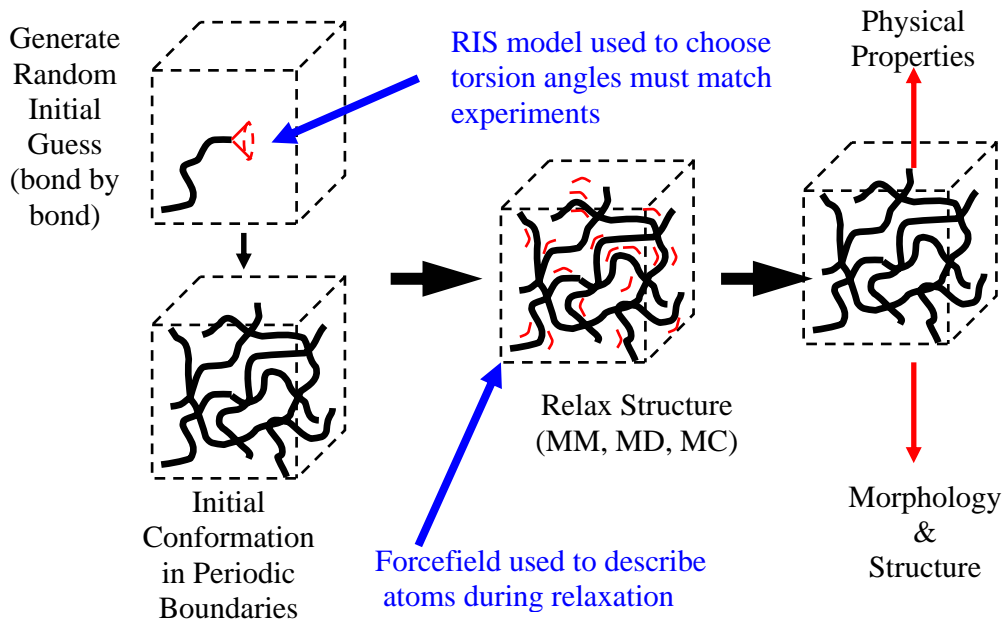 Generate
Random
Initial
Guess
(bond by
bond)
RIS model used to choose
torsion angles must match
experiments
Physical
Properties
Initial
Conformation
in Periodic
Boundaries
Relax Structure
(MM, MD, MC)
Forcefield used to describe
atoms during relaxation
Morphology
&
Structure